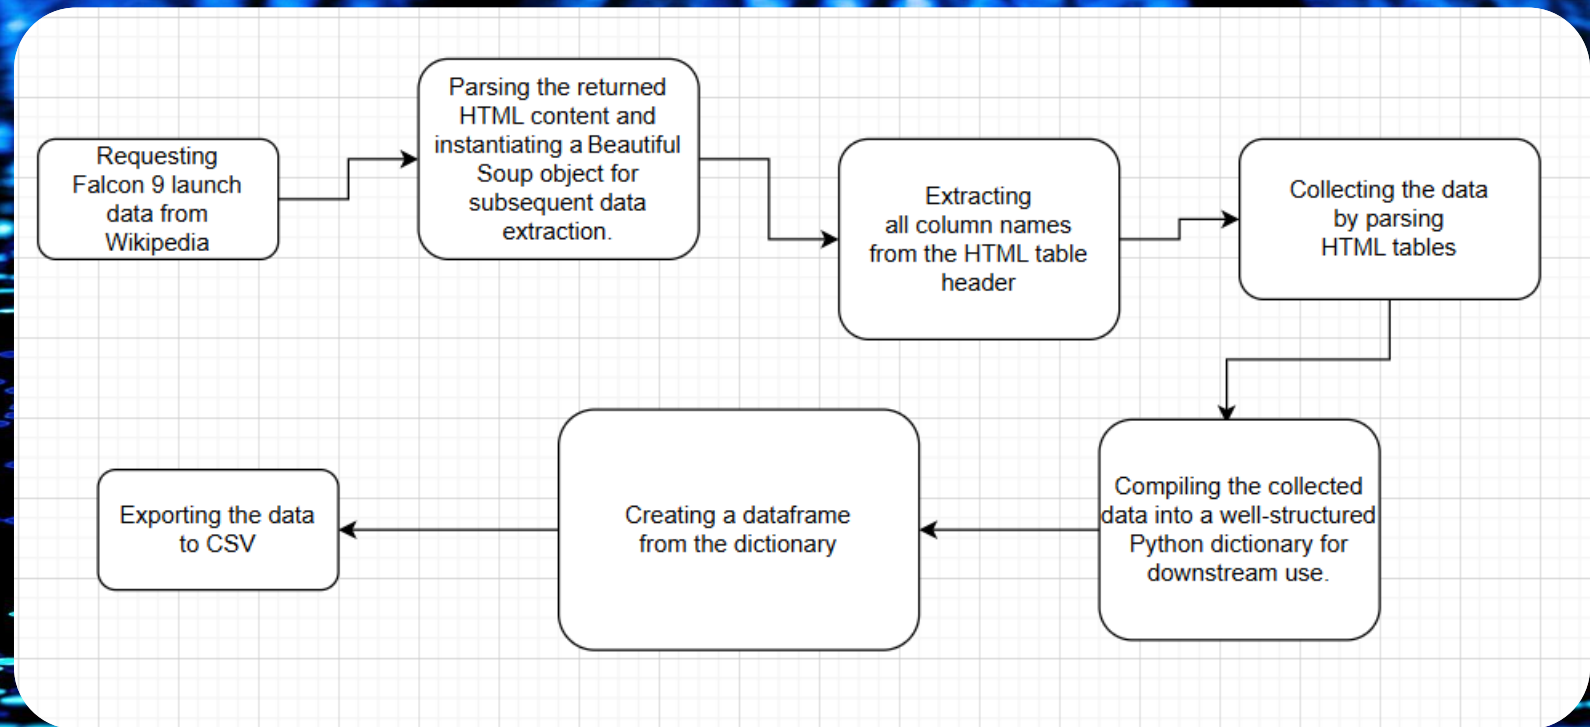 Requesting
Falcon 9 launch
data from
Wikipedia
Parsing the returned
HTML content and
instantiating a Beautiful
Soup object for
subsequent data
extraction.
Extracting
all column names
from the HTML table
header
Collecting the data
by parsing
HTML tables
Compiling the collected
data into a well-structured
Python dictionary for
downstream use.
Creating a dataframe
from the dictionary
Exporting the data
to CSV